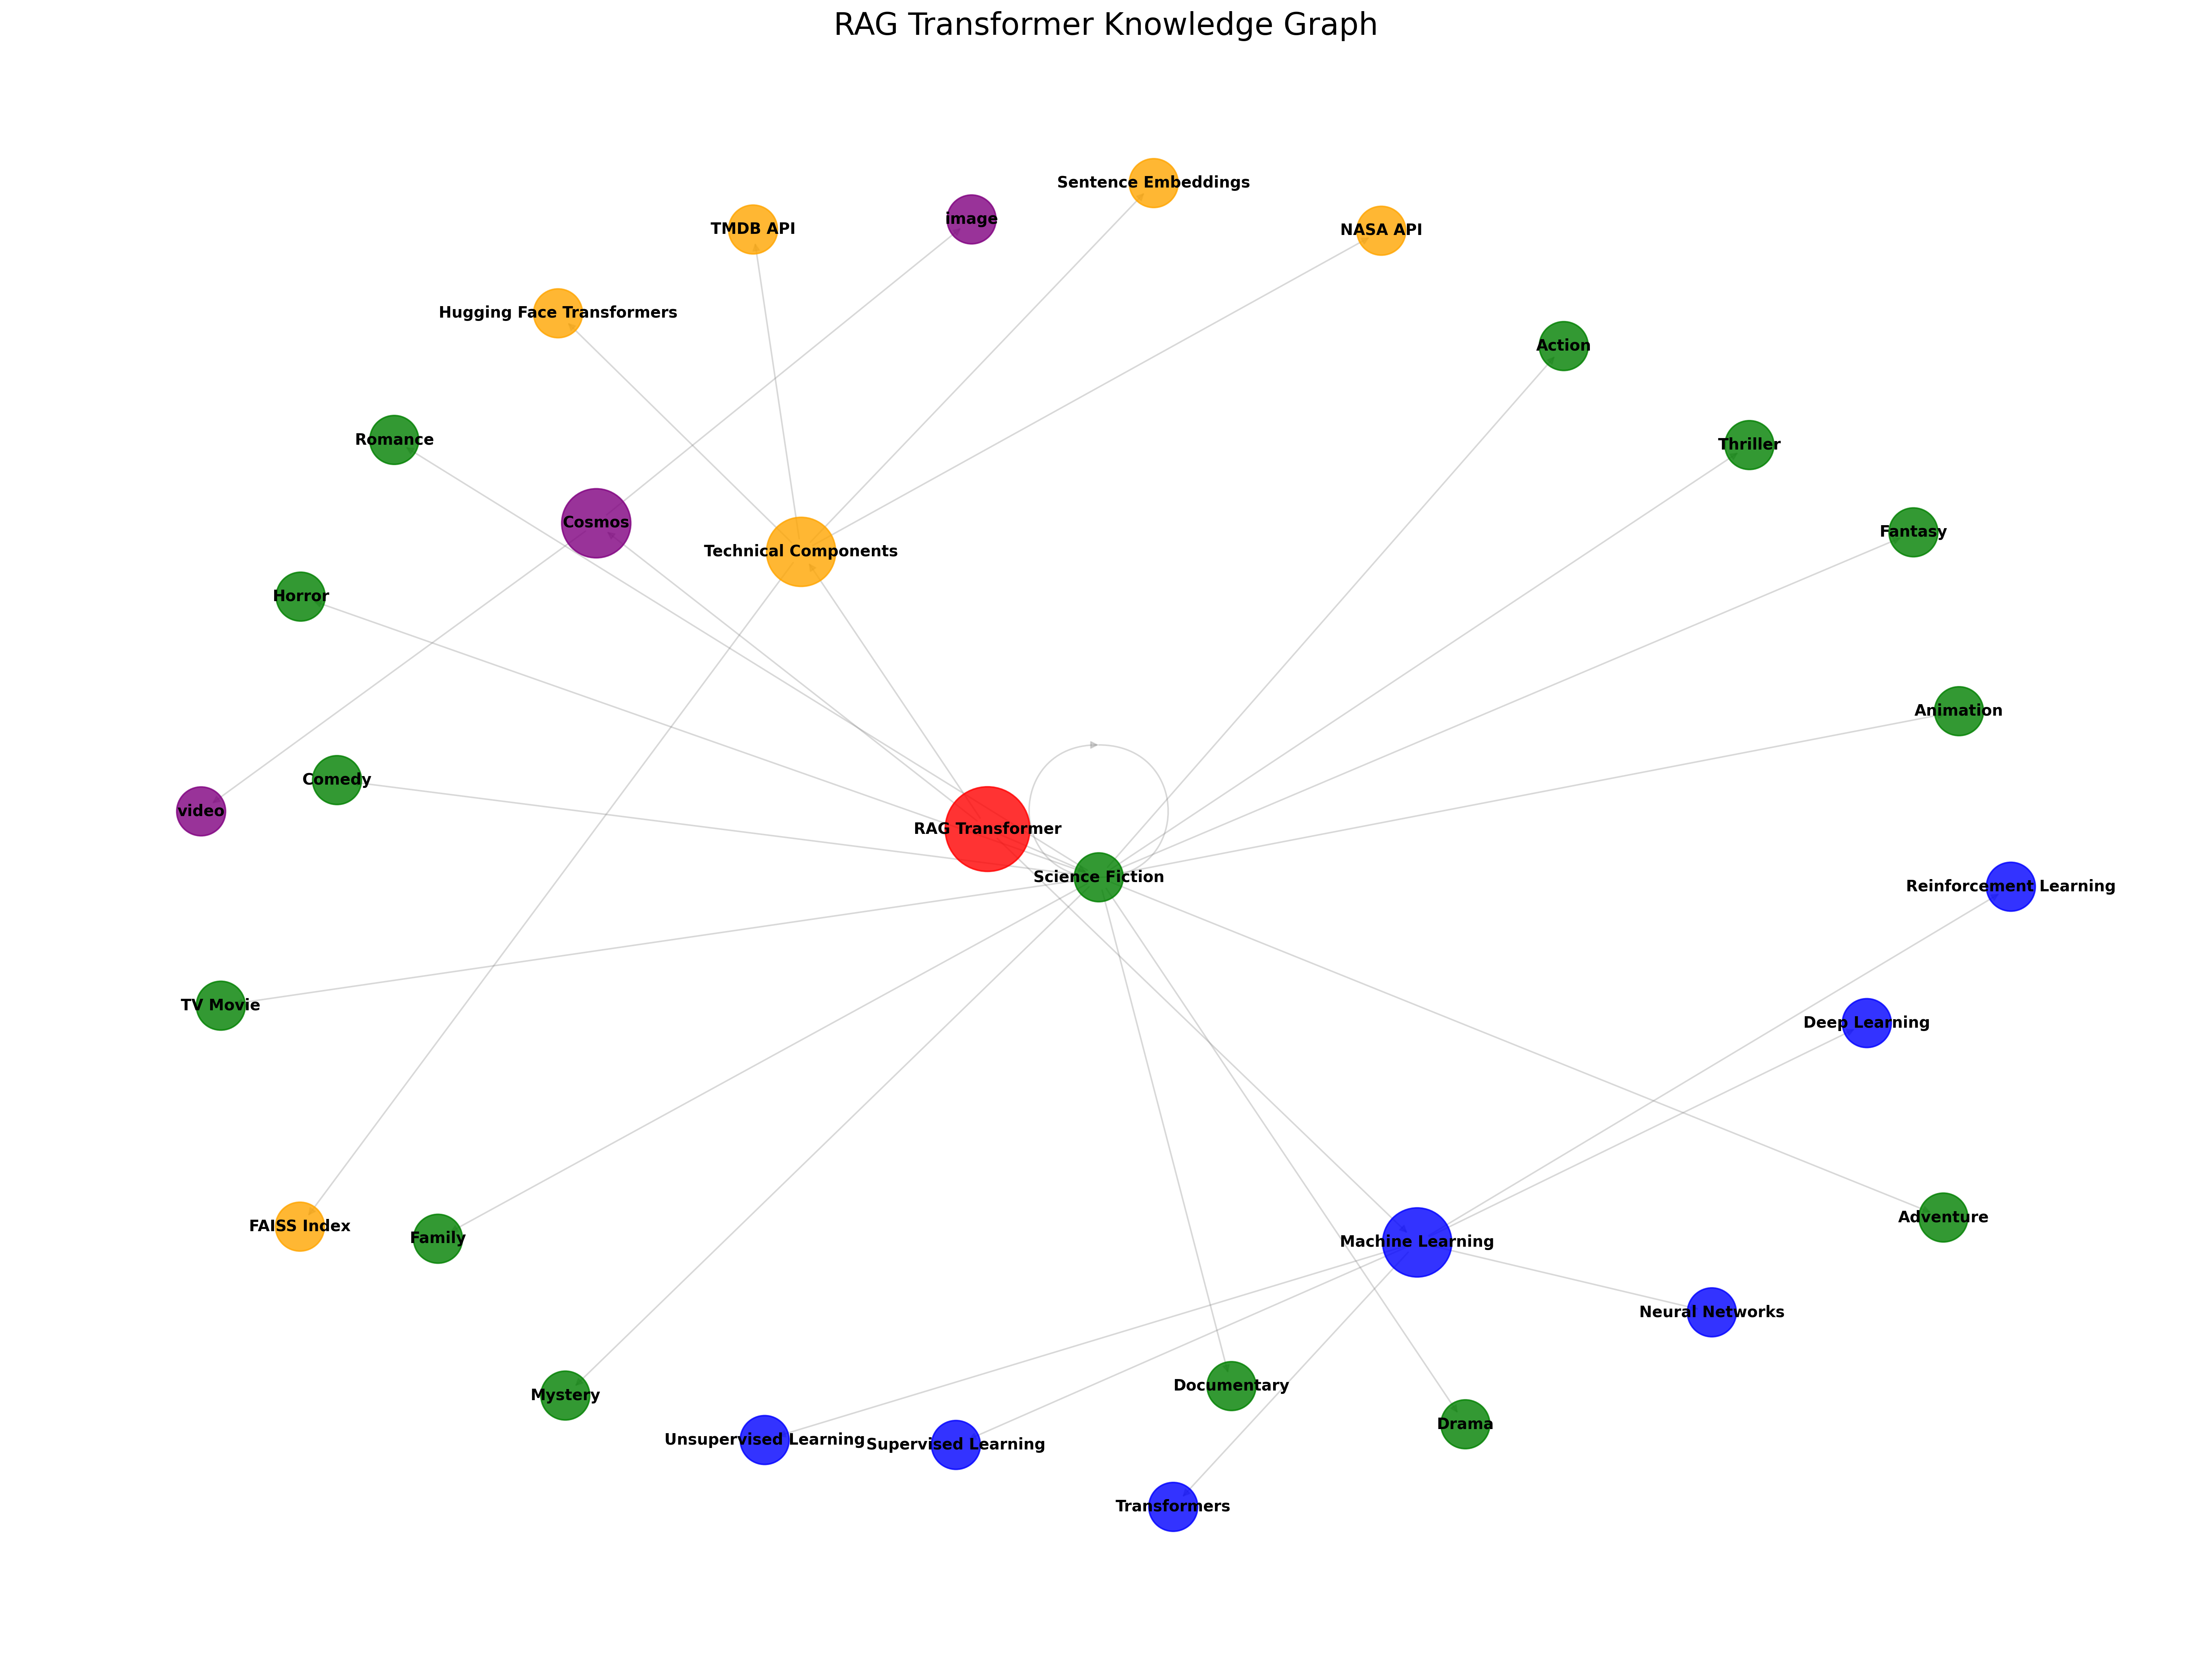 RAG Transformer Knowledge Graph
Sentence Embeddings
image
TMDB API
NASA API
Hugging Face Transformers
Action
Romance
Thriller
Cosmos
Fantasy
Technical Components
Horror
Animation
Comedy
video
RAG Transformer
Science Fiction
Reinforcement Learning
TV Movie
Deep Learning
Adventure
FAISS Index
Family
Machine Learning
Neural Networks
Documentary
Mystery
Drama
Unsupervised Learning
Supervised Learning
Transformers